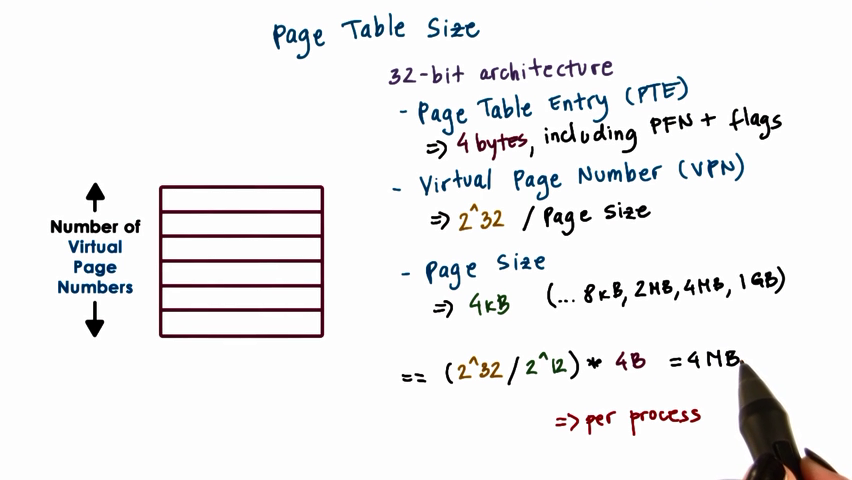 Page Table Size
32-bit architecture
- Page Table Entry (PTE)
=> 4 bytes, including PFN + flags
- Virtual Page Number (VPN)
=> 2^32 / Page Size
- Page Size
=> 4kB (... 8kB, 2MB, 4MB, 1GB)
== (2^32 / 2^12) * 4B = 4MB
=> per process
Number of
Virtual
Page
Numbers